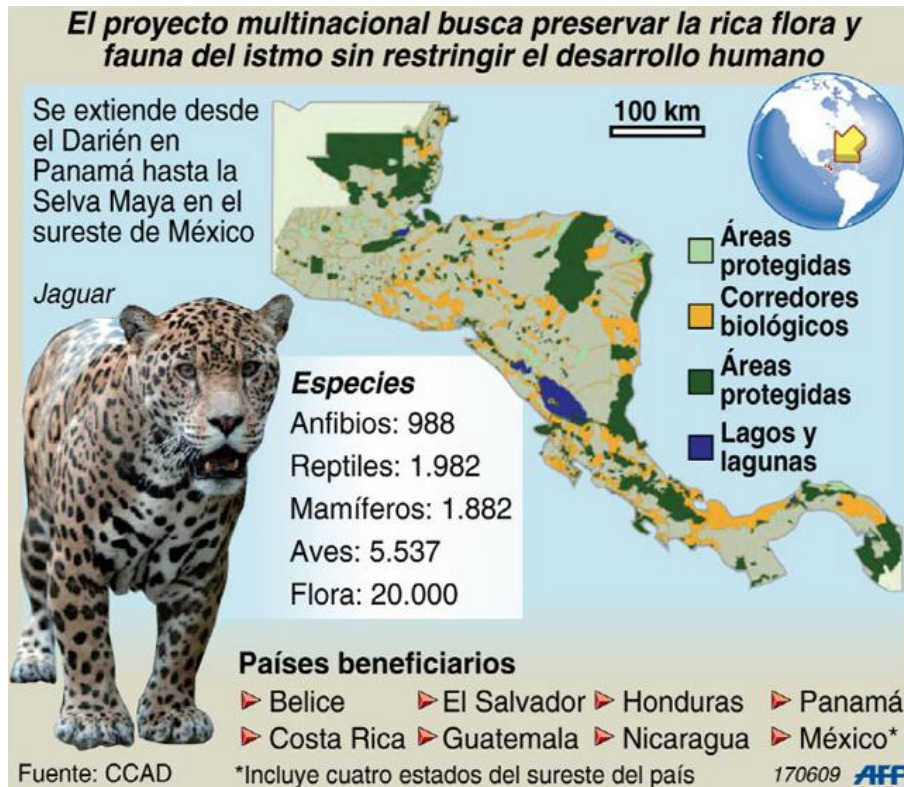 El proyecto multinacional busca preservar la rica flora y
fauna del istmo sin restringir el desarrollo humano
Se extiende desde
el Darién en
Panamá hasta la
Selva Maya en el
sureste de México
100 km
Áreas
protegidas
Corredores
biológicos
Áreas
protegidas
Lagos y
lagunas
Jaguar
Especies
Anfibios: 988
Reptiles: 1.982
Mamíferos: 1.882
Aves: 5.537
Flora: 20.000
Países beneficiarios
Belice
El Salvador
Honduras
Panamá
Costa Rica
Guatemala
Nicaragua
México*
Fuente: CCAD
*Incluye cuatro estados del sureste del país
170609 AFP